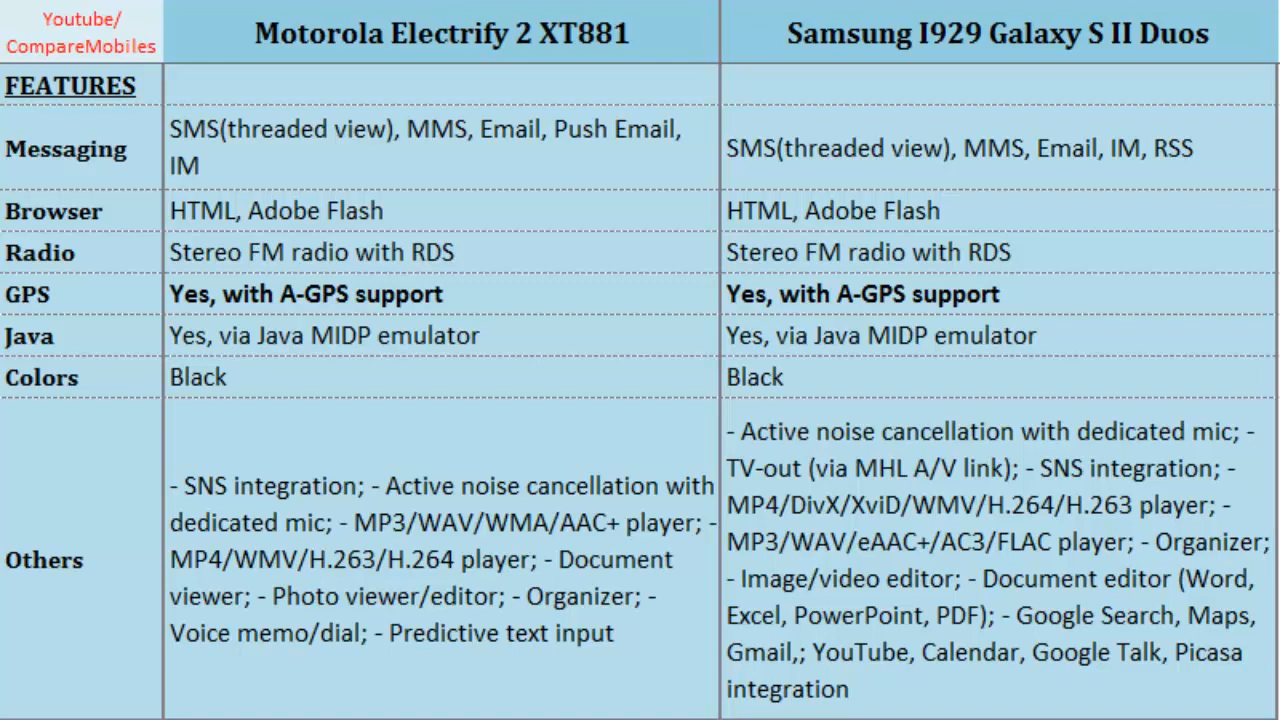 Youtube/
CompareMobiles
Motorola Electrify 2 XT881
Samsung I929 Galaxy S II Duos
FEATURES
Messaging
SMS(threaded view), MMS, Email, Push Email,
IM
SMS(threaded view), MMS, Email, IM, RSS
Browser
HTML, Adobe Flash
HTML, Adobe Flash
Radio
Stereo FM radio with RDS
Stereo FM radio with RDS
GPS
Yes, with A-GPS support
Yes, with A-GPS support
Java
Yes, via Java MIDP emulator
Yes, via Java MIDP emulator
Colors
Black
Black
Others
- SNS integration; - Active noise cancellation with
dedicated mic; - MP3/WAV/WMA/AAC+ player; -
MP4/WMV/H.263/H.264 player; - Document
viewer; - Photo viewer/editor; - Organizer; -
Voice memo/dial; - Predictive text input
- Active noise cancellation with dedicated mic; -
TV-out (via MHL A/V link); - SNS integration; -
MP4/DivX/XviD/WMV/H.264/H.263 player; -
MP3/WAV/eAAC+/AC3/FLAC player; - Organizer;
- Image/video editor; - Document editor (Word,
Excel, PowerPoint, PDF); - Google Search, Maps,
Gmail,; YouTube, Calendar, Google Talk, Picasa
integration